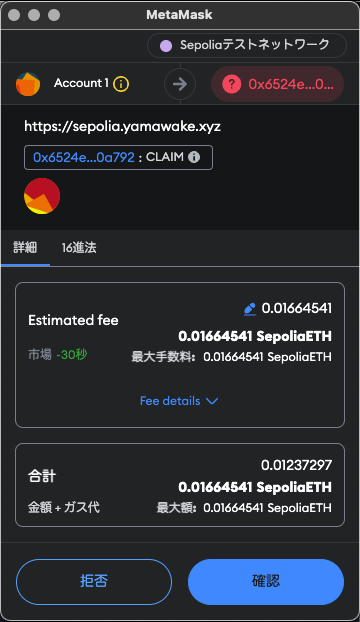 MetaMask
Sepoliaテストネットワーク
Account 1
? 0x6524e...0...
https://sepolia.yamawake.xyz
0x6524e...0a792 : CLAIM
詳細 16進法
0.01664541
Estimated fee
0.01664541 SepoliaETH
市場 -30秒 最大手数料: 0.01664541 SepoliaETH
Fee details
0.01237297
合計
0.01664541 SepoliaETH
金額 + ガス代 最大額: 0.01664541 SepoliaETH
拒否 確認